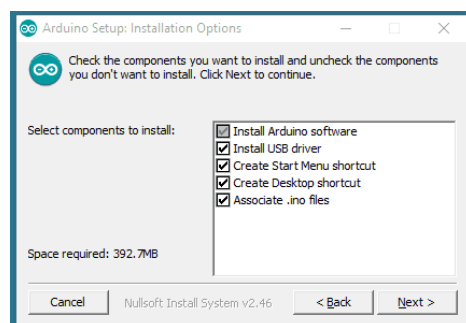 Arduino Setup: Installation Options
Check the components you want to install and uncheck the components
you don't want to install. Click Next to continue.
Select components to install:
Install Arduino software
Install USB driver
Create Start Menu shortcut
Create Desktop shortcut
Associate .ino files
Space required: 392.7MB
Cancel
Nullsoft Install System v2.46
< Back
Next >